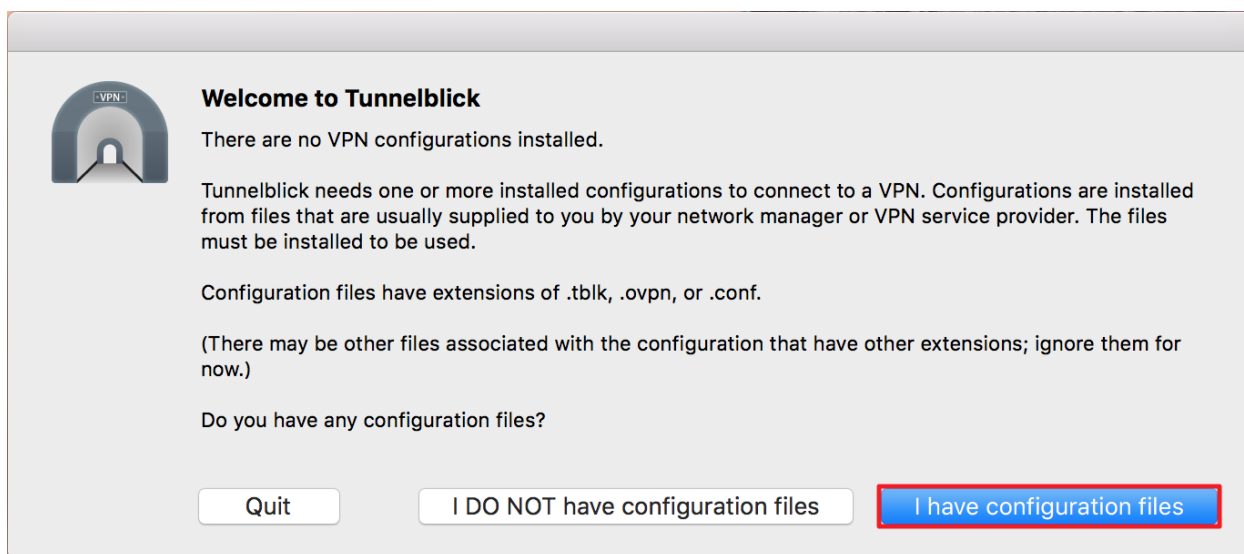 ·VPN·
Welcome to Tunnelblick
There are no VPN configurations installed.
Tunnelblick needs one or more installed configurations to connect to a VPN. Configurations are installed
from files that are usually supplied to you by your network manager or VPN service provider. The files
must be installed to be used.
Configuration files have extensions of .tblk, .ovpn, or .conf.
(There may be other files associated with the configuration that have other extensions; ignore them for
now.)
Do you have any configuration files?
Quit
I DO NOT have configuration files
I have configuration files